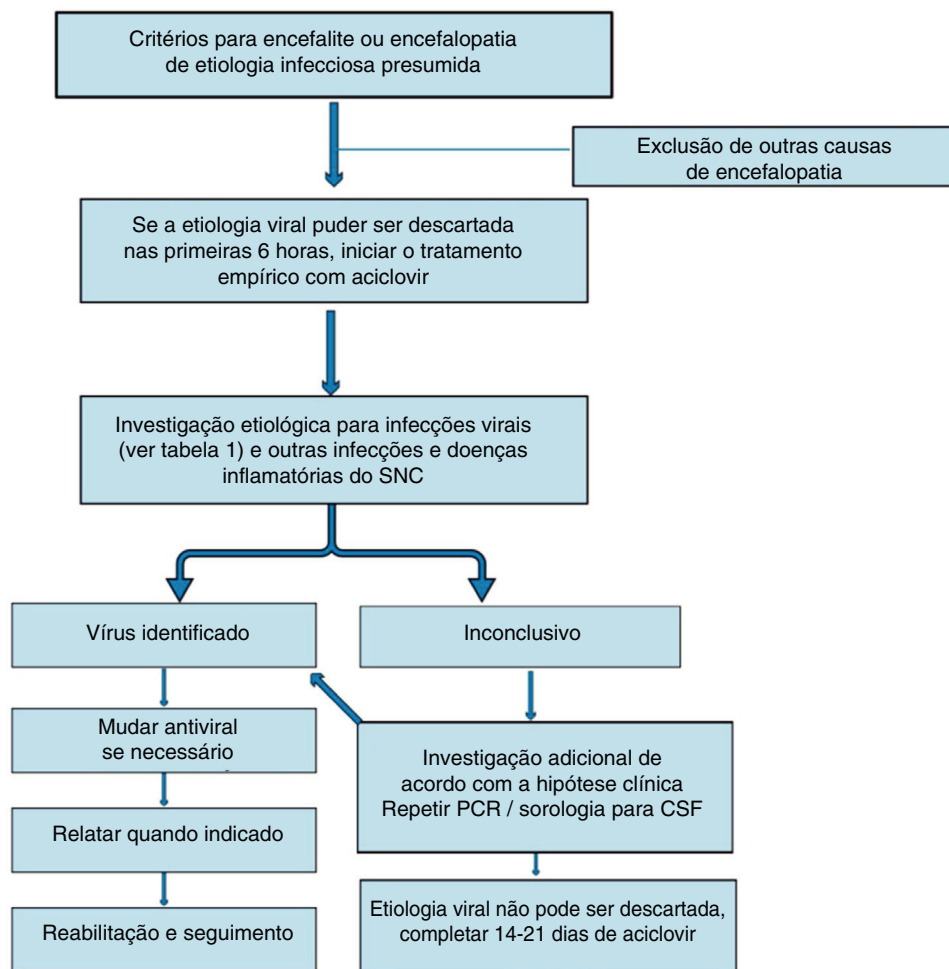 Critérios para encefalite ou encefalopatia
de etiologia infecciosa presumida
Exclusão de outras causas
de encefalopatia
Se a etiologia viral puder ser descartada
nas primeiras 6 horas, iniciar o tratamento
empírico com aciclovir
Investigação etiológica para infecções virais
(ver tabela 1) e outras infecções e doenças
inflamatórias do SNC
Vírus identificado
Inconclusivo
Mudar antiviral
se necessário
Investigação adicional de
acordo com a hipótese clínica
Repetir PCR / sorologia para CSF
Relatar quando indicado
Reabilitação e seguimento
Etiologia viral não pode ser descartada,
completar 14-21 dias de aciclovir